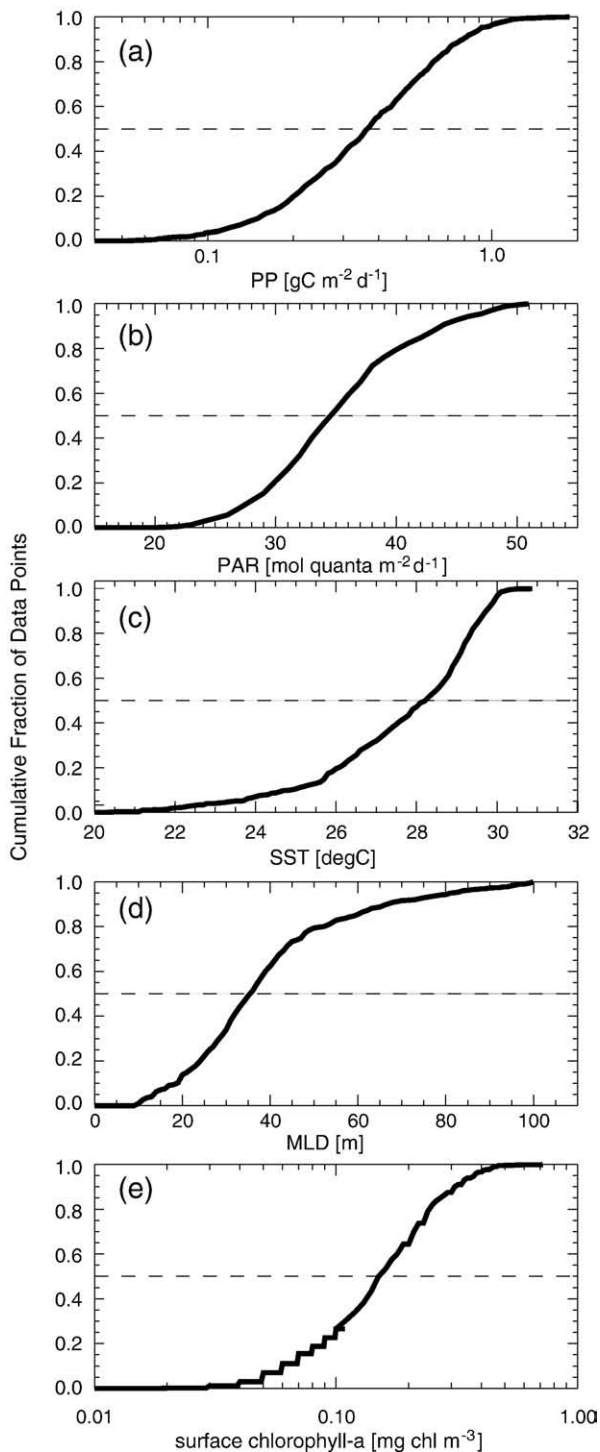 Cumulative Fraction of Data Points
(a)
1.0
0.8
0.6
0.4
0.2
0.0
0.1 1.0
PP [gC m⁻² d⁻¹]
(b)
1.0
0.8
0.6
0.4
0.2
0.0
20 30 40 50
PAR [mol quanta m⁻² d⁻¹]
(c)
1.0
0.8
0.6
0.4
0.2
0.0
20 22 24 26 28 30 32
SST [degC]
(d)
1.0
0.8
0.6
0.4
0.2
0.0
0 20 40 60 80 100
MLD [m]
(e)
1.0
0.8
0.6
0.4
0.2
0.0
0.01 0.10 1.00
surface chlorophyll-a [mg chl m⁻³]